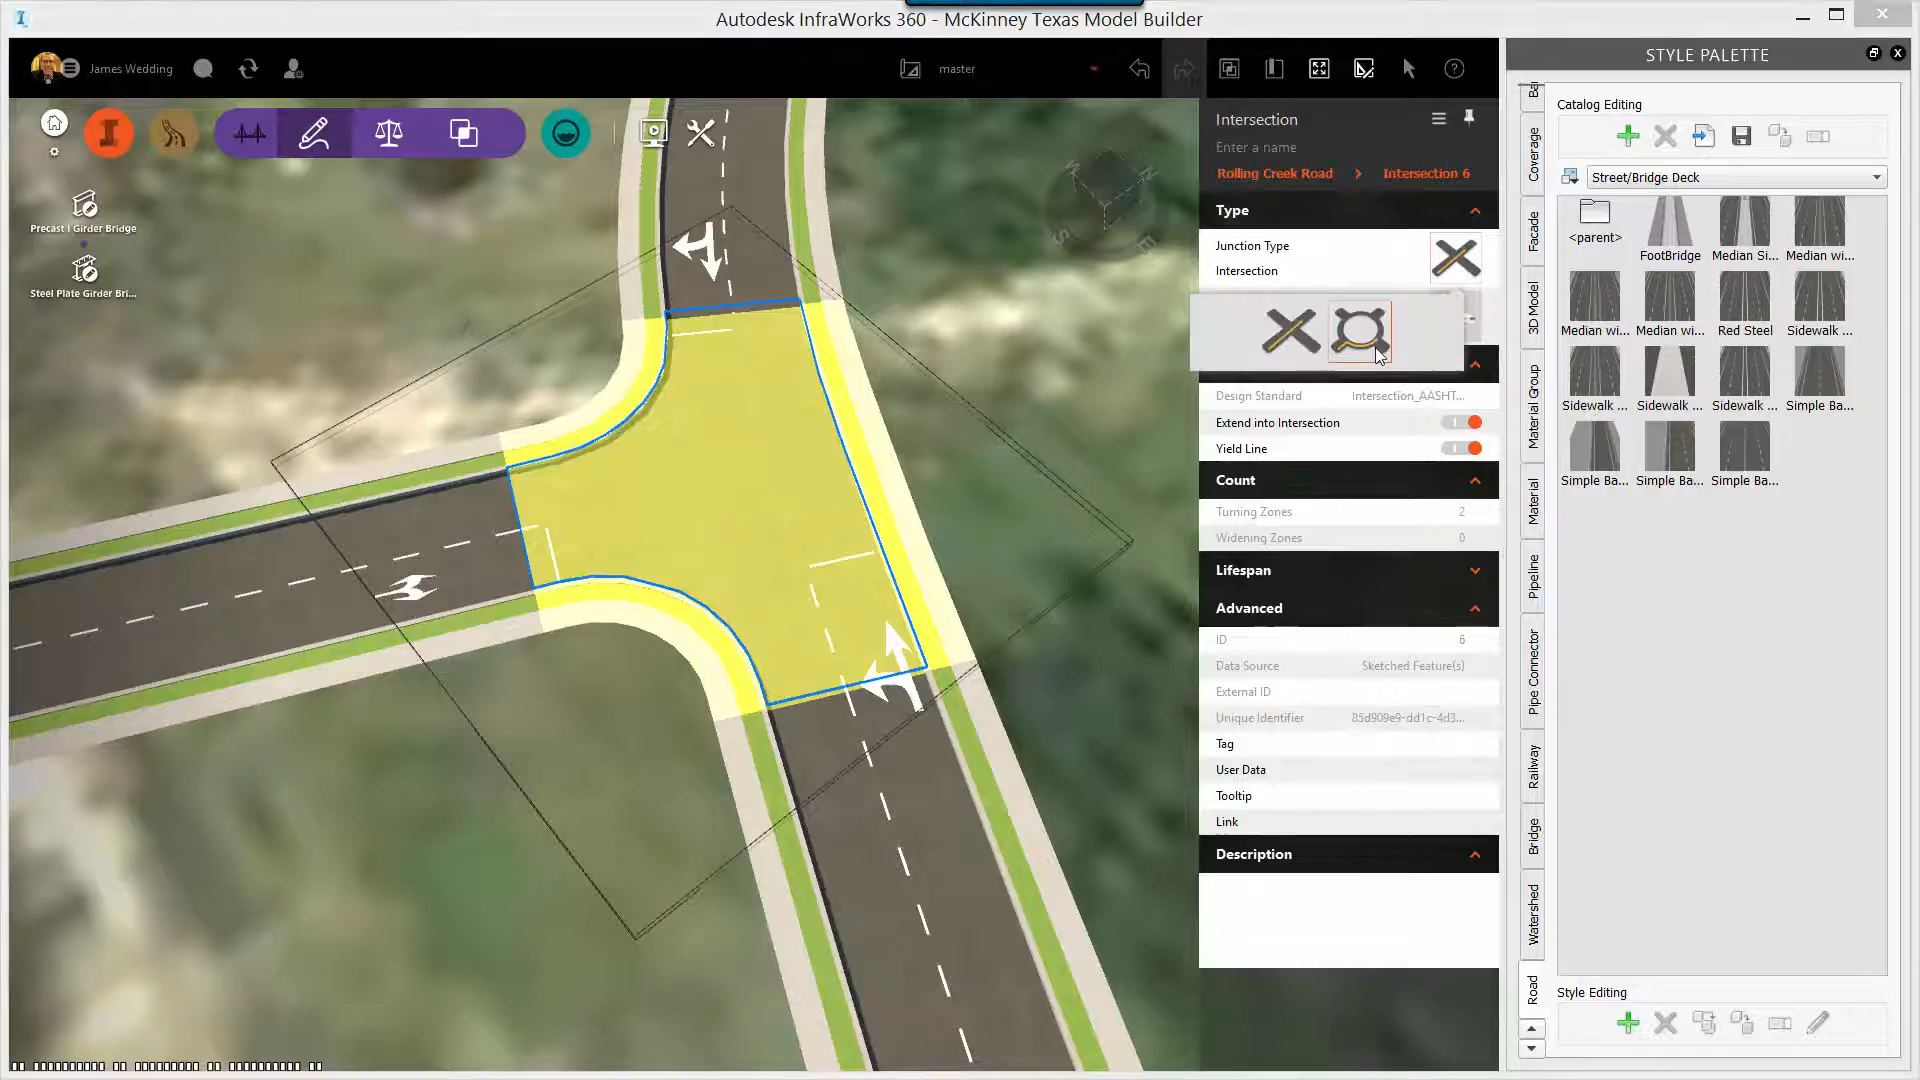 Autodesk InfraWorks 360 - McKinney Texas Model Builder
James Wedding
master
STYLE PALETTE
Catalog Editing
Street/Bridge Deck
<parent>
FootBridge
Median Si...
Median wi...
Median wi...
Median wi...
Red Steel
Sidewalk ...
Sidewalk ...
Sidewalk ...
Sidewalk ...
Simple Ba...
Simple Ba...
Simple Ba...
Simple Ba...
Style Editing
Ba
Coverage
Facade
3D Model
Material Group
Material
Pipeline
Pipe Connector
Railway
Bridge
Watershed
Road
Precast I Girder Bridge
Steel Plate Girder Bri...
Intersection
Enter a name
Rolling Creek Road > Intersection 6
Type
Junction Type
Intersection
Design Standard Intersection_AASHT...
Extend into Intersection
Yield Line
Count
Turning Zones 2
Widening Zones 0
Lifespan
Advanced
ID 6
Data Source Sketched Feature(s)
External ID
Unique Identifier 85d909e9-dd1c-4d3...
Tag
User Data
Tooltip
Link
Description